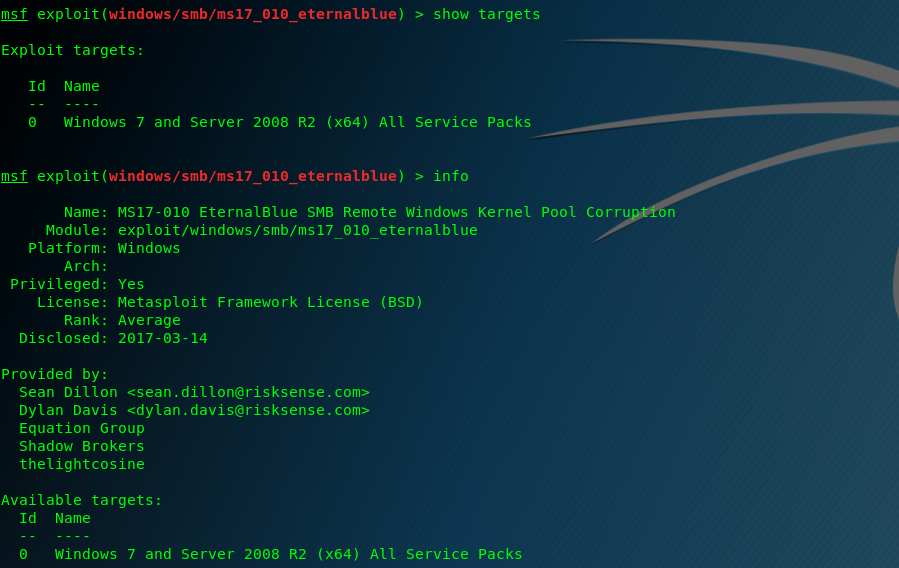 msf exploit(windows/smb/ms17_010_eternalblue) > show targets
Exploit targets:
Id  Name
--  ----
0   Windows 7 and Server 2008 R2 (x64) All Service Packs
msf exploit(windows/smb/ms17_010_eternalblue) > info
Name: MS17-010 EternalBlue SMB Remote Windows Kernel Pool Corruption
Module: exploit/windows/smb/ms17_010_eternalblue
Platform: Windows
Arch:
Privileged: Yes
License: Metasploit Framework License (BSD)
Rank: Average
Disclosed: 2017-03-14
Provided by:
Sean Dillon <sean.dillon@risksense.com>
Dylan Davis <dylan.davis@risksense.com>
Equation Group
Shadow Brokers
thelightcosine
Available targets:
Id  Name
--  ----
0   Windows 7 and Server 2008 R2 (x64) All Service Packs